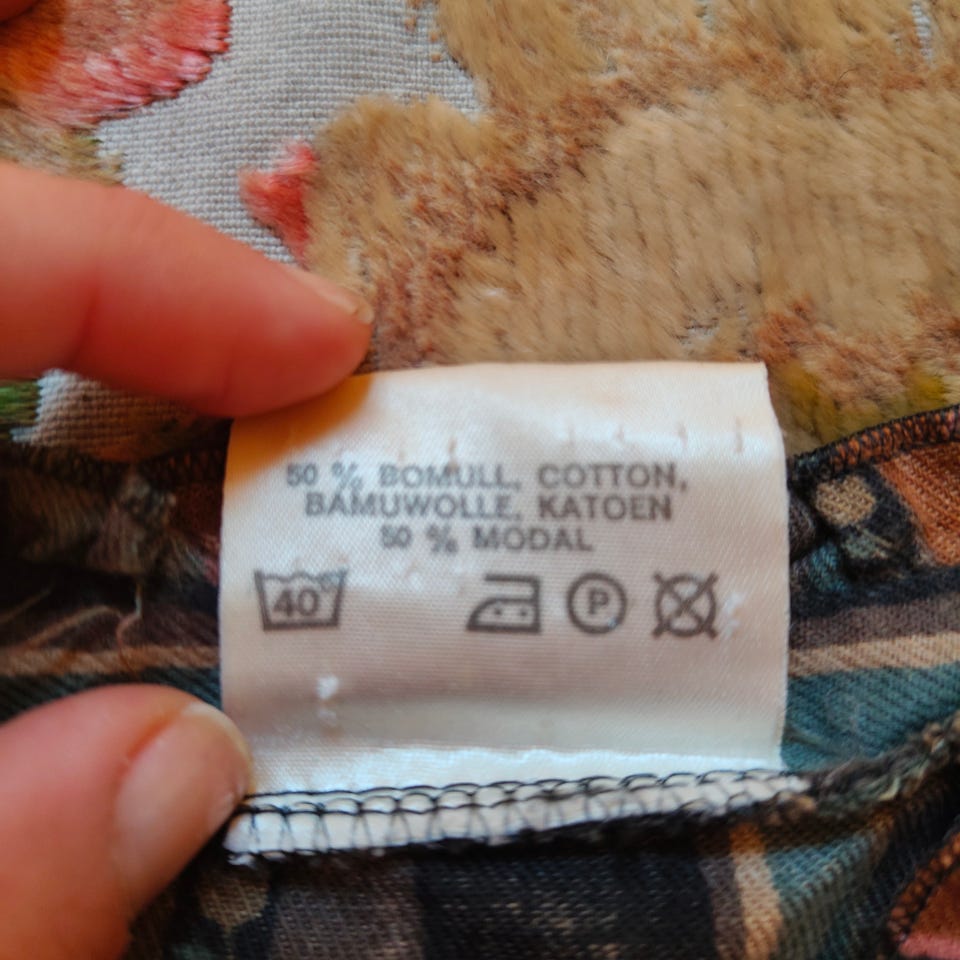 50 % BOMULL, COTTON,
BAMUWOLLE, KATOEN
50 % MODAL
40° P